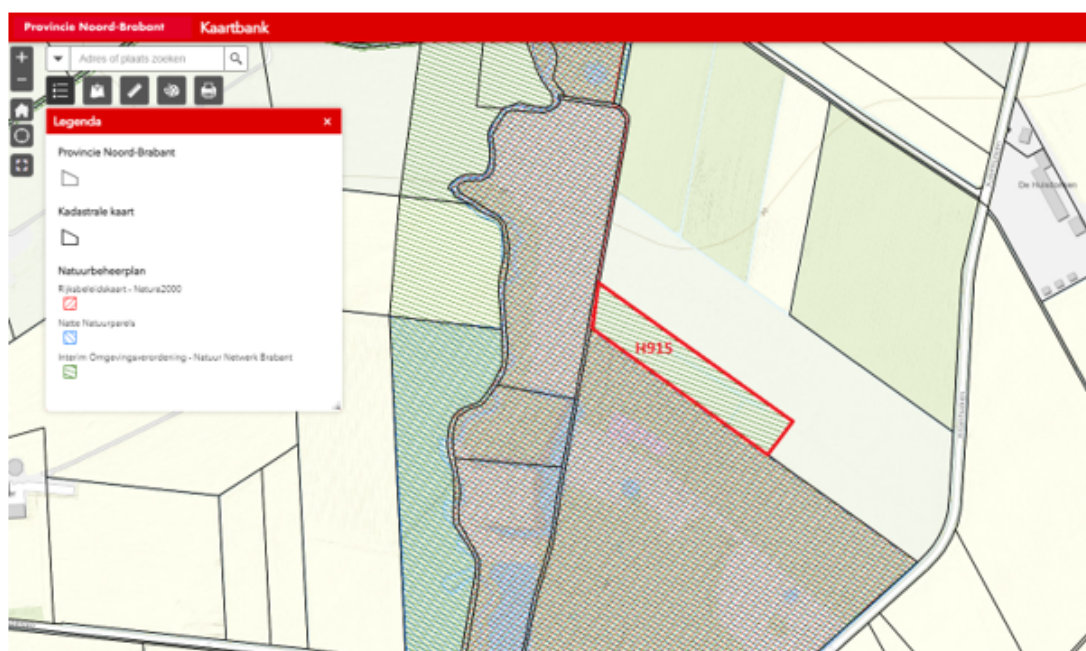 Provincie Noord-Brabant Kaartbank
Adres of plaats zoeken
Legenda
Provincie Noord-Brabant
Kadastrale kaart
Natuurbeheerplan
Rijksbeleidskaart - Natura2000
Natte Natuurparels
Interim Omgevingsverordening - Natuur Netwerk Brabant
H915